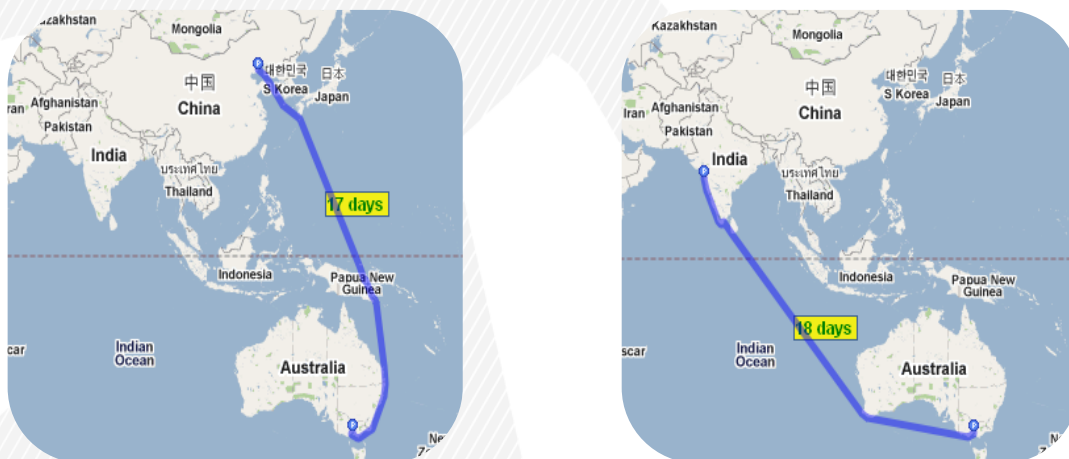 zakhstan
Mongolia
中国
China
대한민국
S Korea
日本
Japan
ran
Afghanistan
Pakistan
India
ประเทศไทย
Thailand
17 days
Indonesia
Papua New
Guinea
car
Indian
Ocean
Australia
Ne
Z
Kazakhstan
Mongolia
中国
China
대한민국
S Korea
日本
Japan
Iran
Afghanistan
Pakistan
India
ประเทศไทย
Thailand
Indonesia
Papua New
Guinea
18 days
scar
Indian
Ocean
Australia
Ne